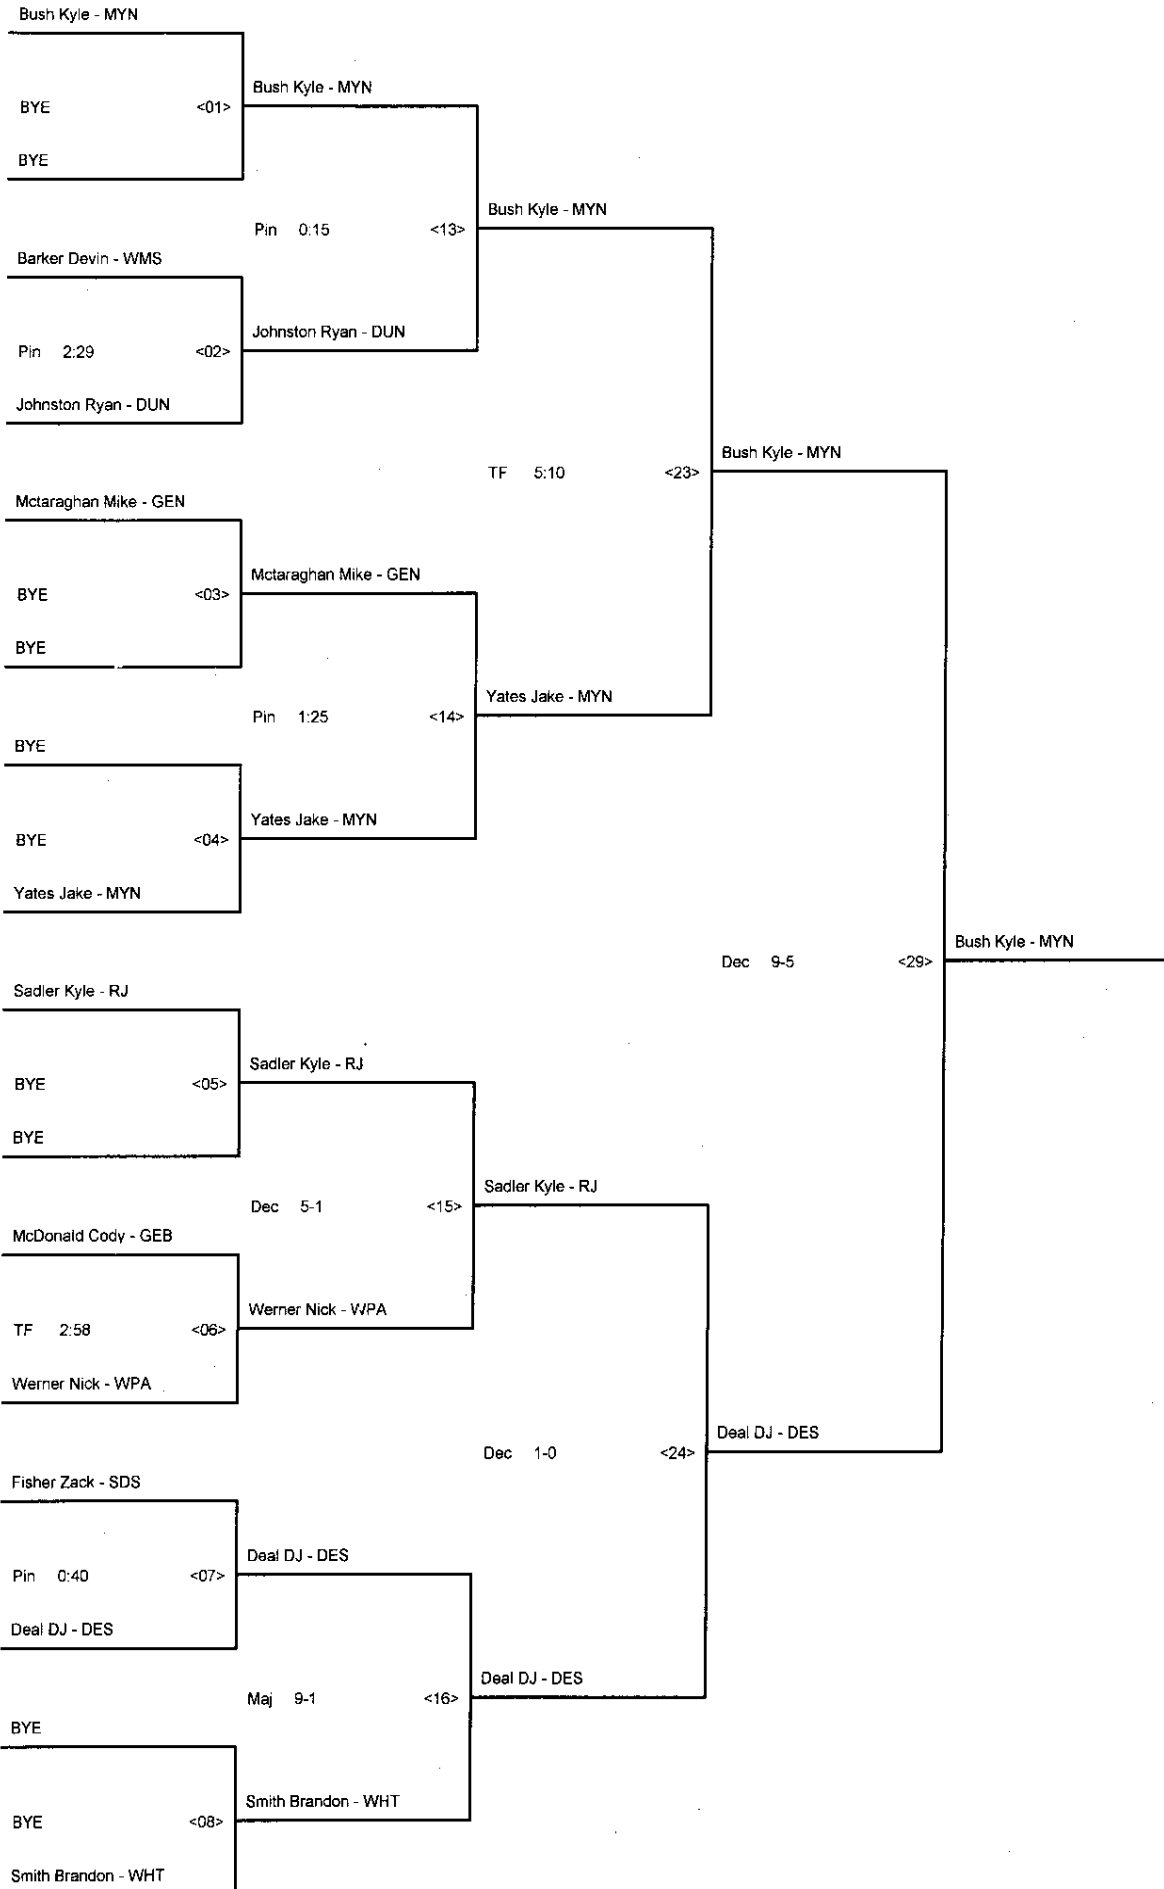 Bush Kyle - MYN
Bush Kyle - MYN
BYE <01>
BYE
Bush Kyle - MYN
Pin 0:15 <13>
Barker Devin - WMS
Johnston Ryan - DUN
Pin 2:29 <02>
Johnston Ryan - DUN
Bush Kyle - MYN
TF 5:10 <23>
Mctaraghan Mike - GEN
Mctaraghan Mike - GEN
BYE <03>
BYE
Yates Jake - MYN
Pin 1:25 <14>
BYE
Yates Jake - MYN
BYE <04>
Yates Jake - MYN
Bush Kyle - MYN
Dec 9-5 <29>
Sadler Kyle - RJ
Sadler Kyle - RJ
BYE <05>
BYE
Sadler Kyle - RJ
Dec 5-1 <15>
McDonald Cody - GEB
Werner Nick - WPA
TF 2:58 <06>
Werner Nick - WPA
Deal DJ - DES
Dec 1-0 <24>
Fisher Zack - SDS
Deal DJ - DES
Pin 0:40 <07>
Deal DJ - DES
Deal DJ - DES
Maj 9-1 <16>
BYE
Smith Brandon - WHT
BYE <08>
Smith Brandon - WHT